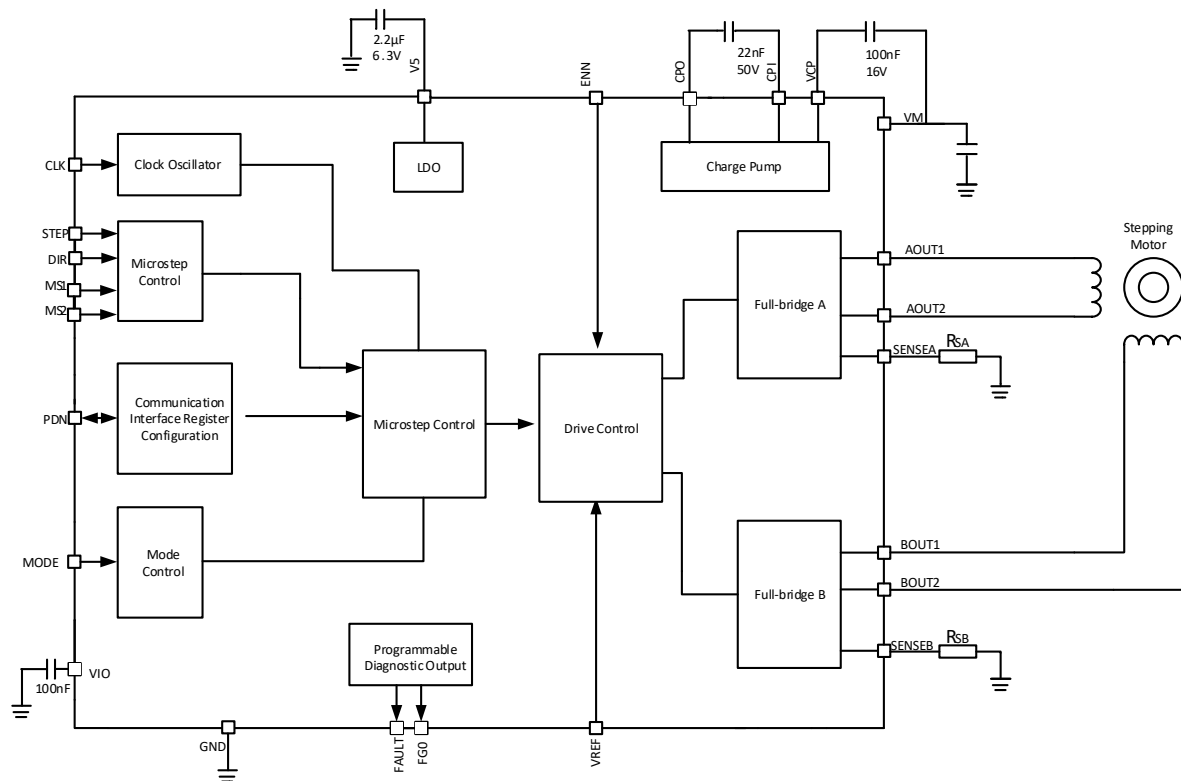 2.2µF
6.3V
V5
ENN
CPO
22nF
50V
CPI
VCP
100nF
16V
VM
CLK
Clock Oscillator
LDO
Charge Pump
STEP
DIR
MS1
MS2
Microstep
Control
Full-bridge A
AOUT1
AOUT2
SENSEA
RSA
Stepping
Motor
PDN
Communication
Interface Register
Configuration
Microstep Control
Drive Control
MODE
Mode
Control
Full-bridge B
BOUT1
BOUT2
SENSEB
RSB
VIO
100nF
Programmable
Diagnostic Output
GND
FAULT
FG0
VREF